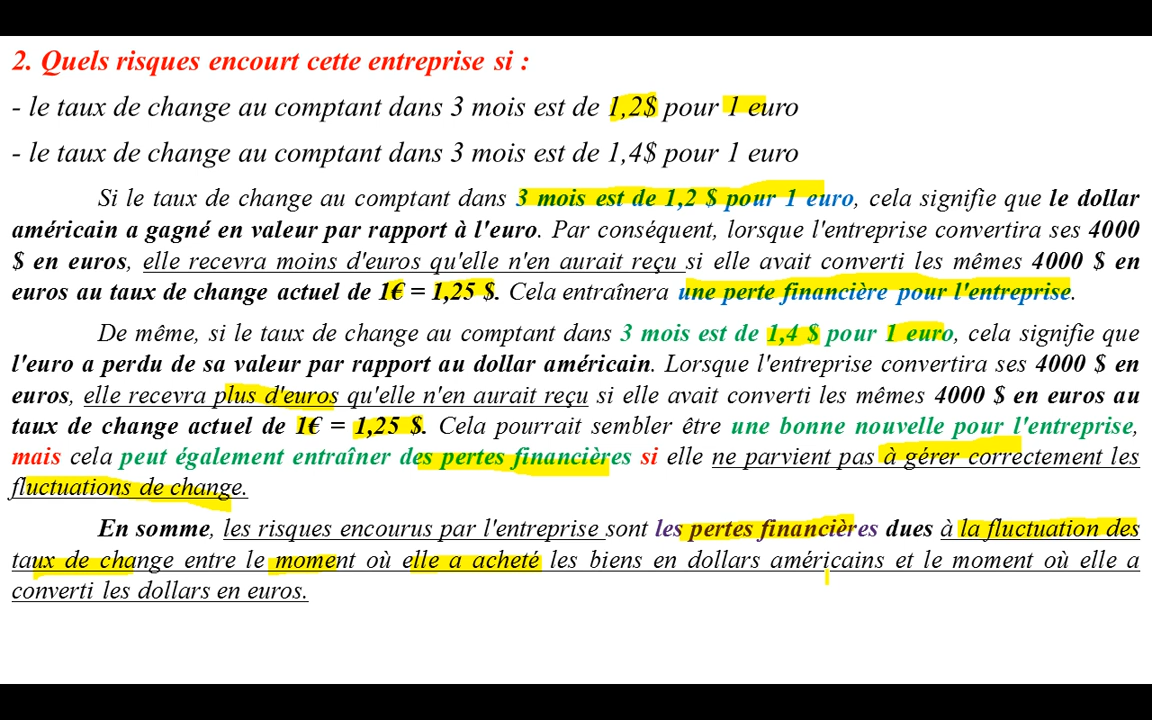 2. Quels risques encourt cette entreprise si :
- le taux de change au comptant dans 3 mois est de 1,2$ pour 1 euro
- le taux de change au comptant dans 3 mois est de 1,4$ pour 1 euro
Si le taux de change au comptant dans 3 mois est de 1,2 $ pour 1 euro, cela signifie que le dollar
américain a gagné en valeur par rapport à l'euro. Par conséquent, lorsque l'entreprise convertira ses 4000
$ en euros, elle recevra moins d'euros qu'elle n'en aurait reçu si elle avait converti les mêmes 4000 $ en
euros au taux de change actuel de 1€ = 1,25 $. Cela entraînera une perte financière pour l'entreprise.
De même, si le taux de change au comptant dans 3 mois est de 1,4 $ pour 1 euro, cela signifie que
l'euro a perdu de sa valeur par rapport au dollar américain. Lorsque l'entreprise convertira ses 4000 $ en
euros, elle recevra plus d'euros qu'elle n'en aurait reçu si elle avait converti les mêmes 4000 $ en euros au
taux de change actuel de 1€ = 1,25 $. Cela pourrait sembler être une bonne nouvelle pour l'entreprise,
mais cela peut également entraîner des pertes financières si elle ne parvient pas à gérer correctement les
fluctuations de change.
En somme, les risques encourus par l'entreprise sont les pertes financières dues à la fluctuation des
taux de change entre le moment où elle a acheté les biens en dollars américains et le moment où elle a
converti les dollars en euros.